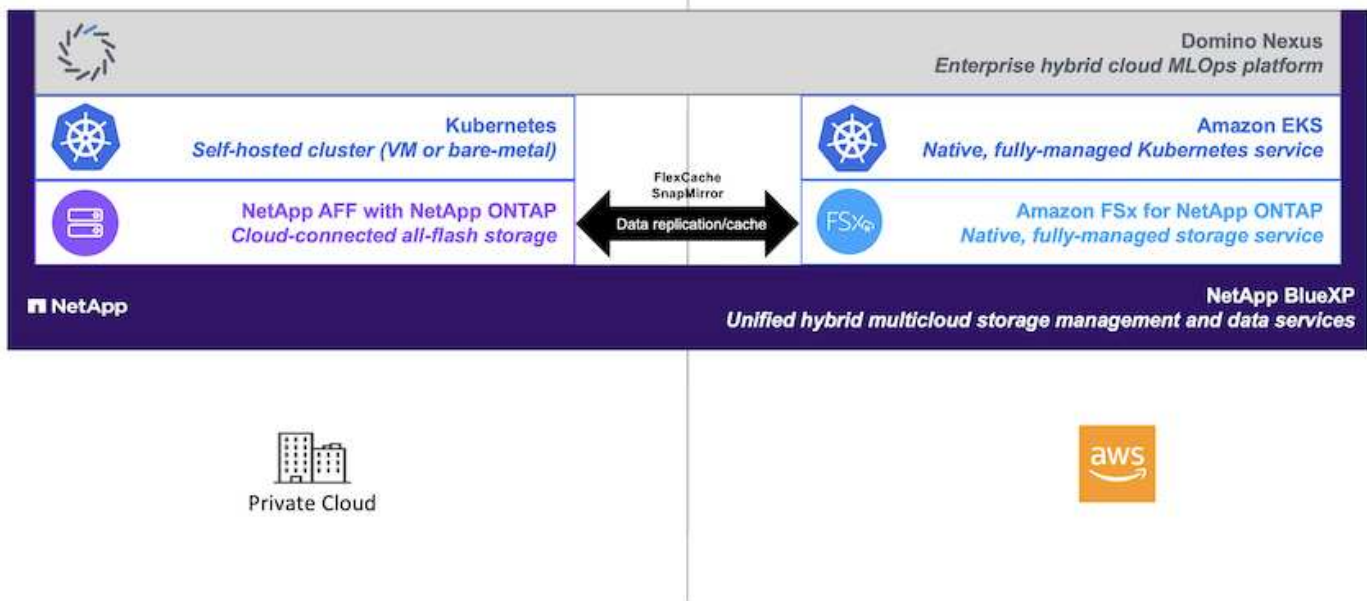 Domino Nexus
Enterprise hybrid cloud MLOps platform
Kubernetes
Self-hosted cluster (VM or bare-metal)
Amazon EKS
Native, fully-managed Kubernetes service
FlexCache
SnapMirror
Data replication/cache
NetApp AFF with NetApp ONTAP
Cloud-connected all-flash storage
FSx
Amazon FSx for NetApp ONTAP
Native, fully-managed storage service
NetApp
NetApp BlueXP
Unified hybrid multicloud storage management and data services
Private Cloud
aws